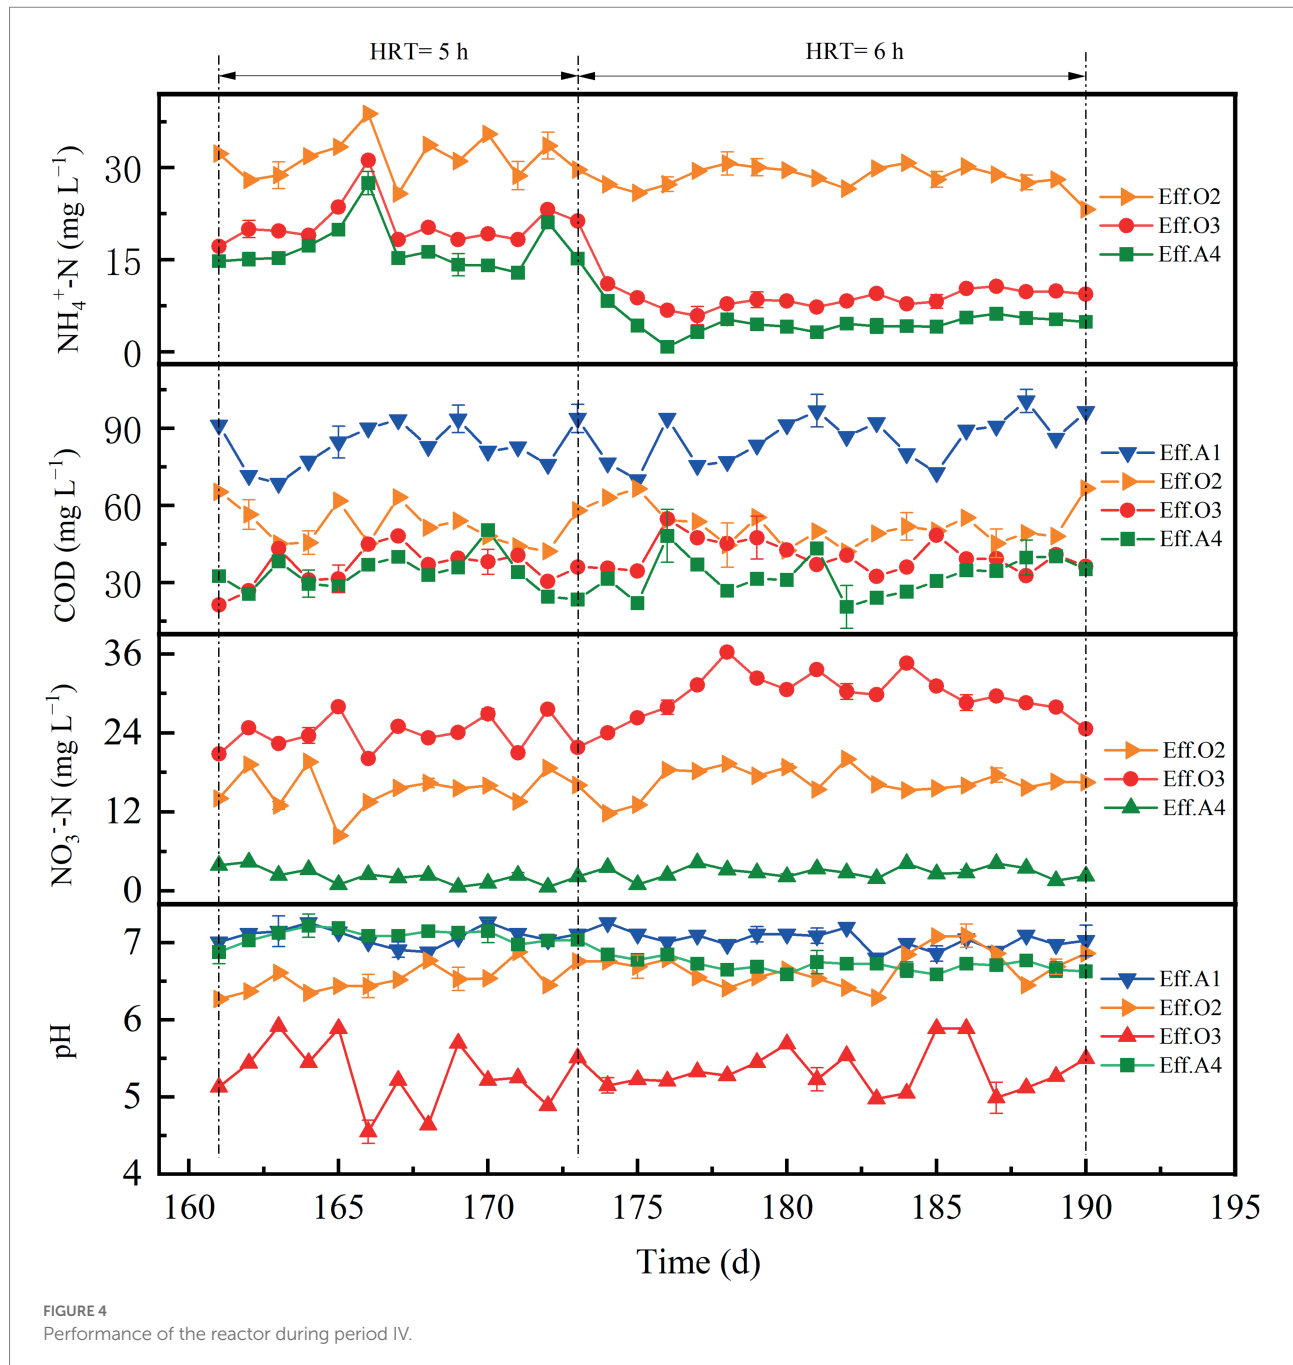 HRT= 5 h
HRT= 6 h
NH₄⁺-N (mg L⁻¹)
30
15
0
Eff.O2
Eff.O3
Eff.A4
COD (mg L⁻¹)
90
60
30
Eff.A1
Eff.O2
Eff.O3
Eff.A4
NO₃⁻-N (mg L⁻¹)
36
24
12
0
Eff.O2
Eff.O3
Eff.A4
pH
7
6
5
4
Eff.A1
Eff.O2
Eff.O3
Eff.A4
160 165 170 175 180 185 190 195
Time (d)
FIGURE 4
Performance of the reactor during period IV.